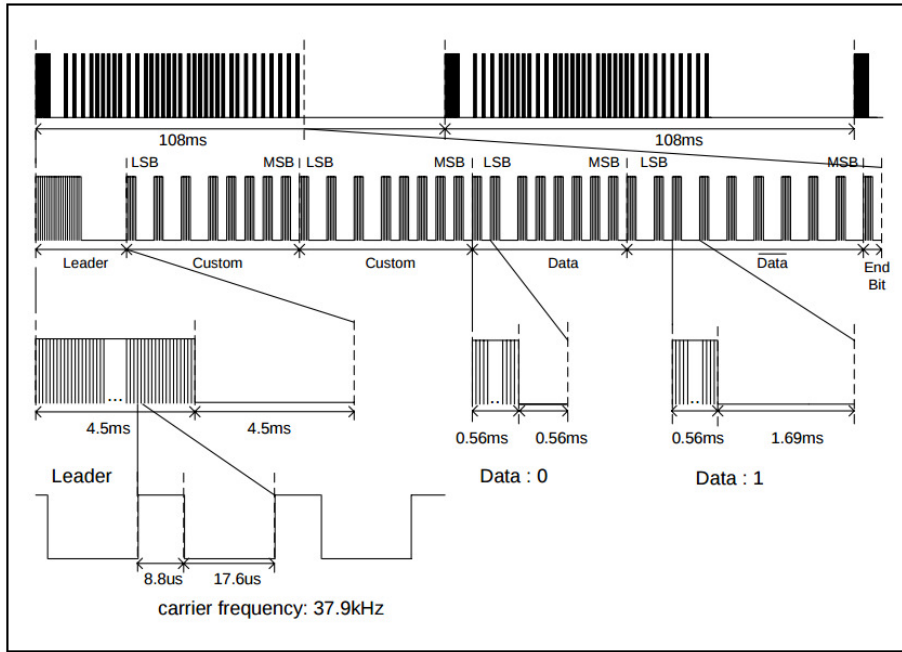 108ms 108ms
LSB MSB LSB MSB LSB MSB LSB MSB
Leader Custom Custom Data Data End
Bit
... .. ..
4.5ms 4.5ms 0.56ms 0.56ms 0.56ms 1.69ms
Leader Data : 0 Data : 1
8.8us 17.6us
carrier frequency: 37.9kHz